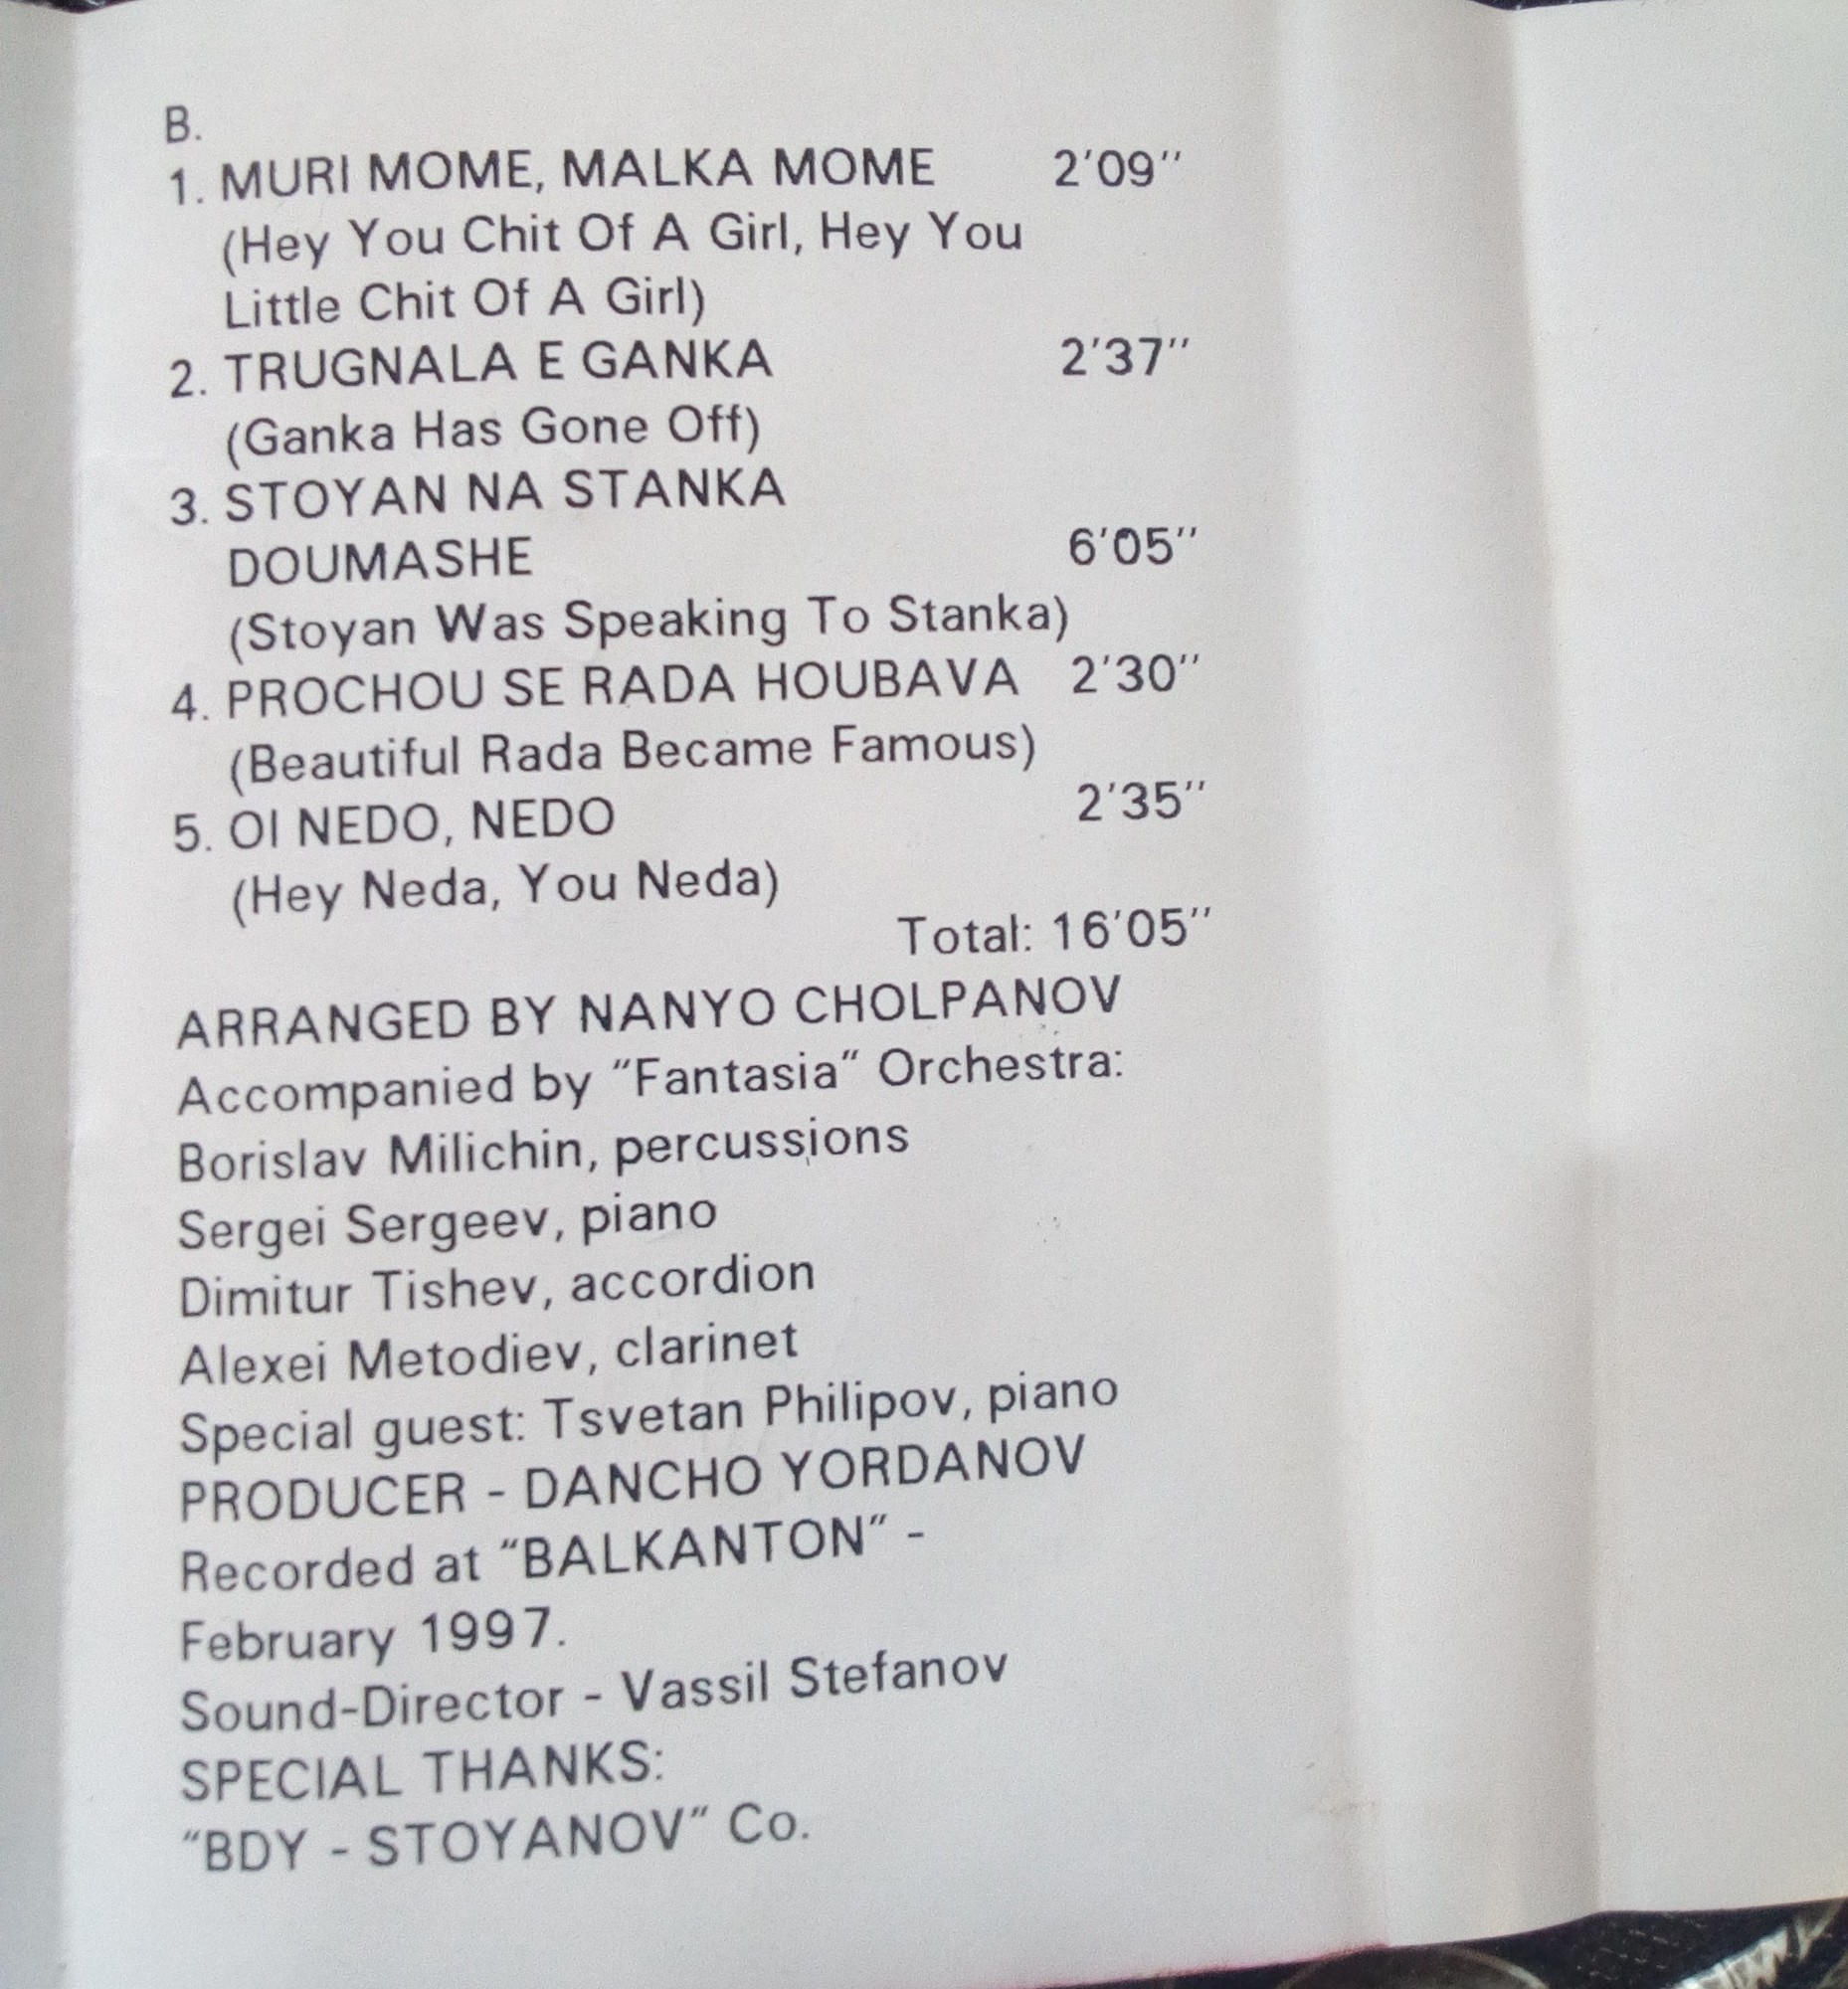 B.
1. MURI MOME, MALKA MOME 2'09"
(Hey You Chit Of A Girl, Hey You
Little Chit Of A Girl)
2. TRUGNALA E GANKA 2'37"
(Ganka Has Gone Off)
3. STOYAN NA STANKA
DOUMASHE 6'05"
(Stoyan Was Speaking To Stanka)
4. PROCHOU SE RADA HOUBAVA 2'30"
(Beautiful Rada Became Famous)
5. OI NEDO, NEDO 2'35"
(Hey Neda, You Neda)
Total: 16'05"
ARRANGED BY NANYO CHOLPANOV
Accompanied by "Fantasia" Orchestra:
Borislav Milichin, percussions
Sergei Sergeev, piano
Dimitur Tishev, accordion
Alexei Metodiev, clarinet
Special guest: Tsvetan Philipov, piano
PRODUCER - DANCHO YORDANOV
Recorded at "BALKANTON" -
February 1997.
Sound-Director - Vassil Stefanov
SPECIAL THANKS:
"BDY - STOYANOV" Co.